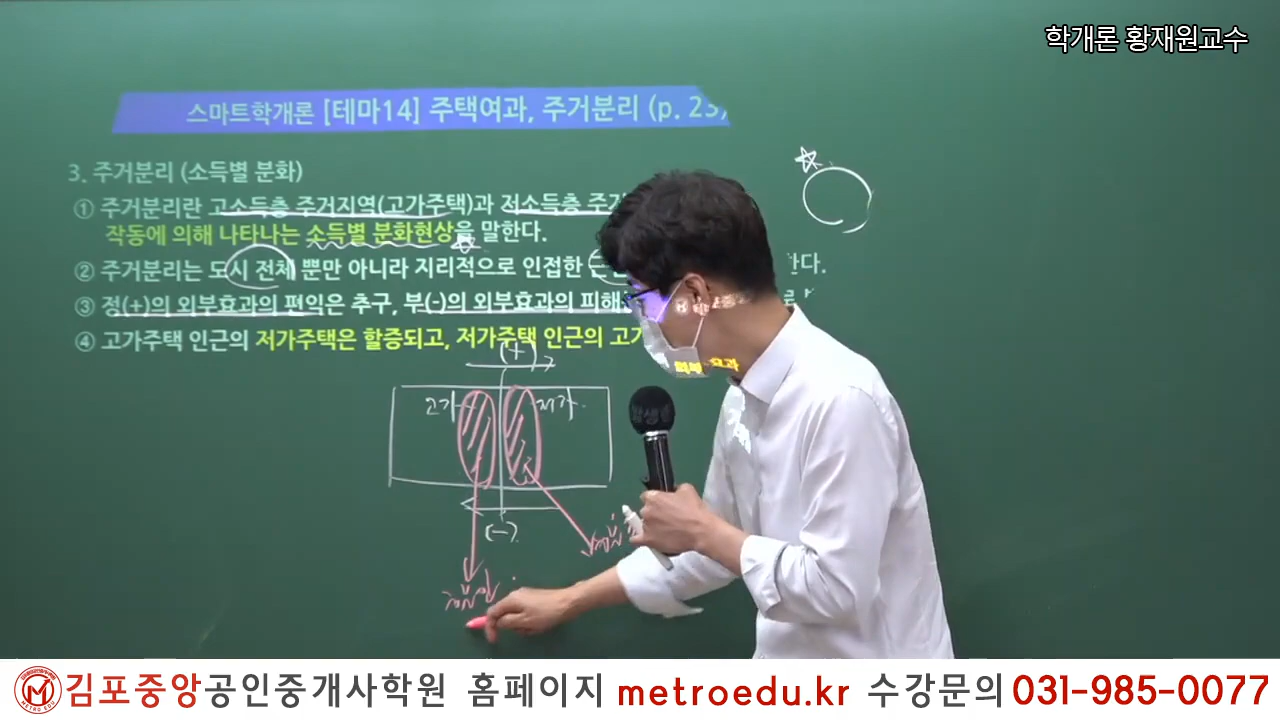 학개론 황재원교수
스마트학개론 [테마14] 주택여과, 주거분리 (p. 23)
3. 주거분리 (소득별 분화)
① 주거분리란 고소득층 주거지역(고가주택)과 저소득층
작동에 의해 나타나는 소득별 분화현상을 말한다.
② 주거분리는 도시 전체 뿐만 아니라 지리적으로 인접한
③ 정(+)의 외부효과의 편익은 추구, 부(-)의 외부효과의 피해
④ 고가주택 인근의 저가주택은 할증되고, 저가주택 인근의
(+)
고가
저가
(-)
김포중앙공인중개사학원 홈페이지 metroedu.kr 수강문의 031-985-0077
METRO EDU